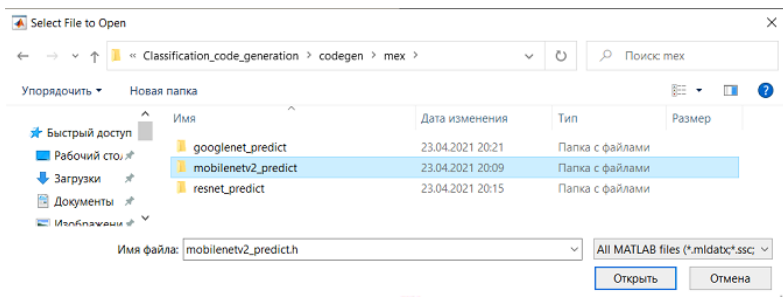 Select File to Open
« Classification_code_generation > codegen > mex >
Поиск: mex
Упорядочить
Новая папка
Имя
Дата изменения
Тип
Размер
Быстрый доступ
Рабочий сто
Загрузки
Документы
Изображени
googlenet_predict 23.04.2021 20:21 Папка с файлами
mobilenetv2_predict 23.04.2021 20:09 Папка с файлами
resnet_predict 23.04.2021 20:15 Папка с файлами
Имя файла: mobilenetv2_predict.h
All MATLAB files (*.mldatx;*.ssc;
Открыть
Отмена